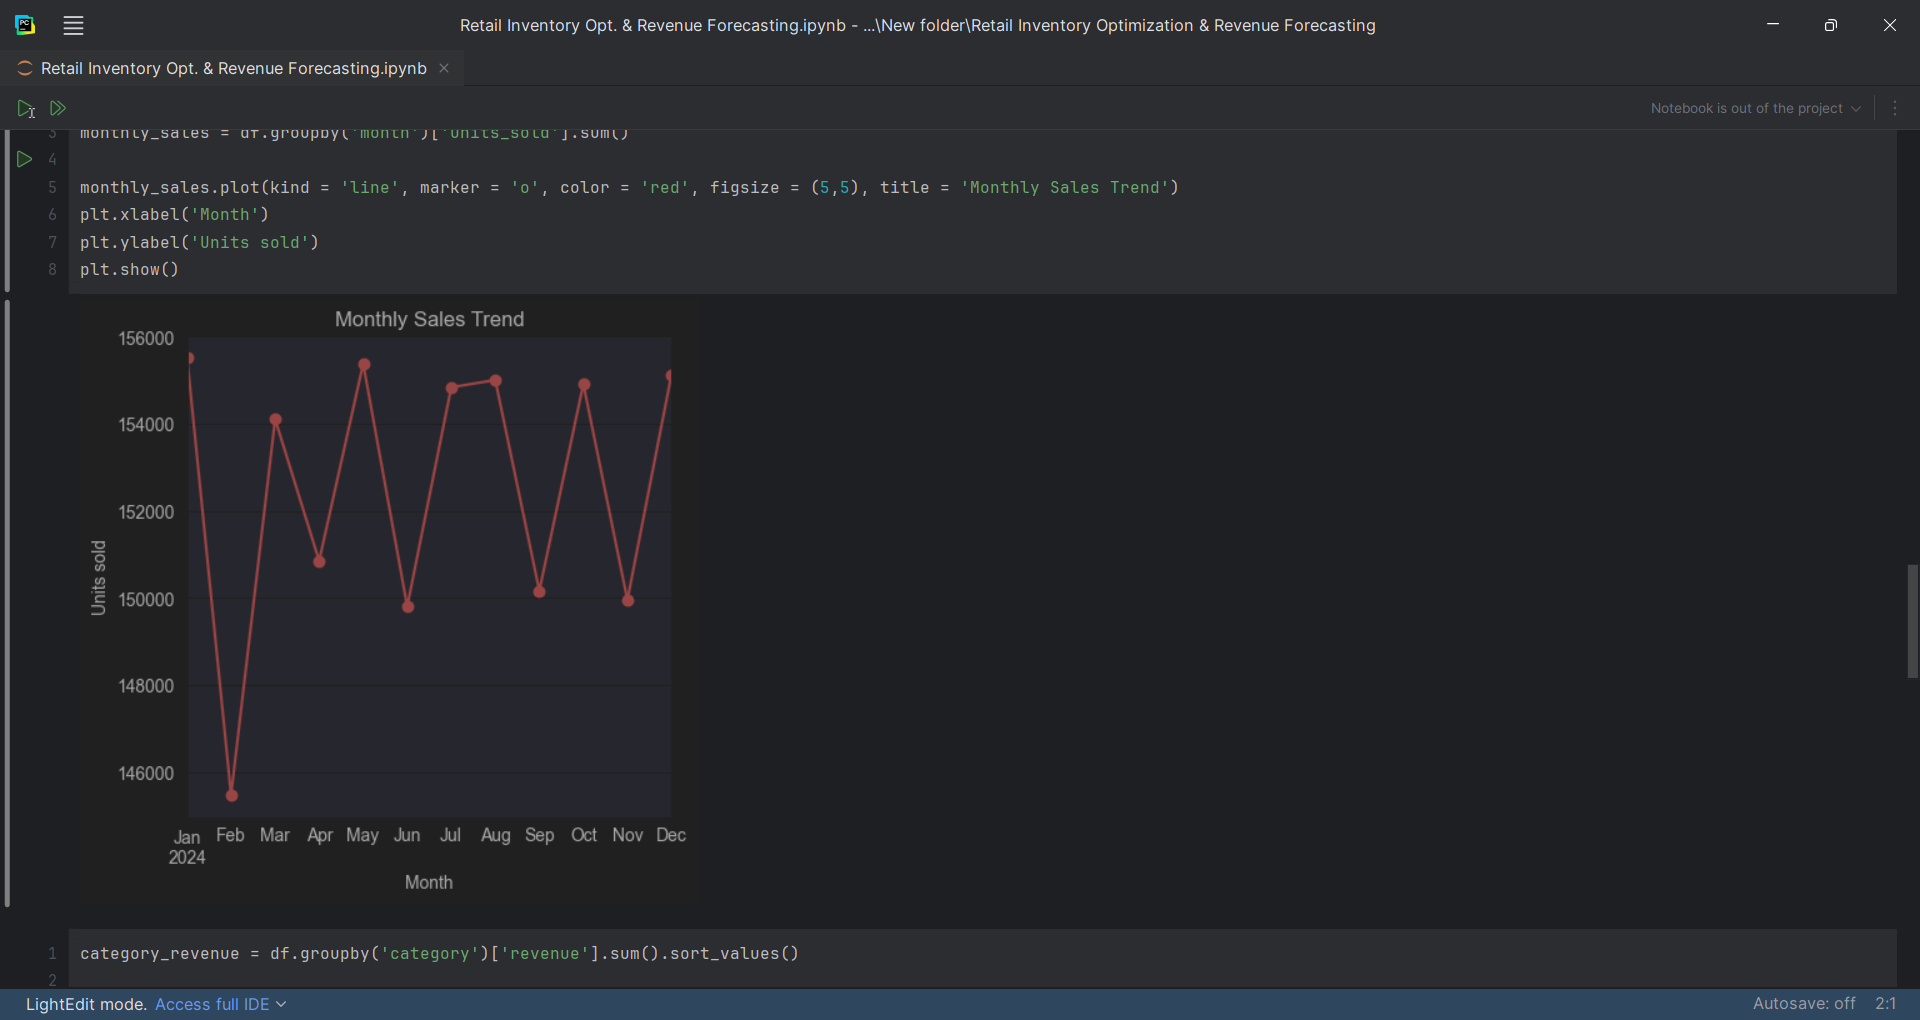 Retail Inventory Opt. & Revenue Forecasting.ipynb - ...\New folder\Retail Inventory Optimization & Revenue Forecasting
Retail Inventory Opt. & Revenue Forecasting.ipynb
Notebook is out of the project
3 monthly_sales = df.groupby('month')['units_sold'].sum()
4
5 monthly_sales.plot(kind = 'line', marker = 'o', color = 'red', figsize = (5,5), title = 'Monthly Sales Trend')
6 plt.xlabel('Month')
7 plt.ylabel('Units sold')
8 plt.show()
Monthly Sales Trend
156000
154000
152000
150000
148000
146000
Units sold
Jan Feb Mar Apr May Jun Jul Aug Sep Oct Nov Dec
2024
Month
1 category_revenue = df.groupby('category')['revenue'].sum().sort_values()
2
LightEdit mode. Access full IDE
Autosave: off 2:1